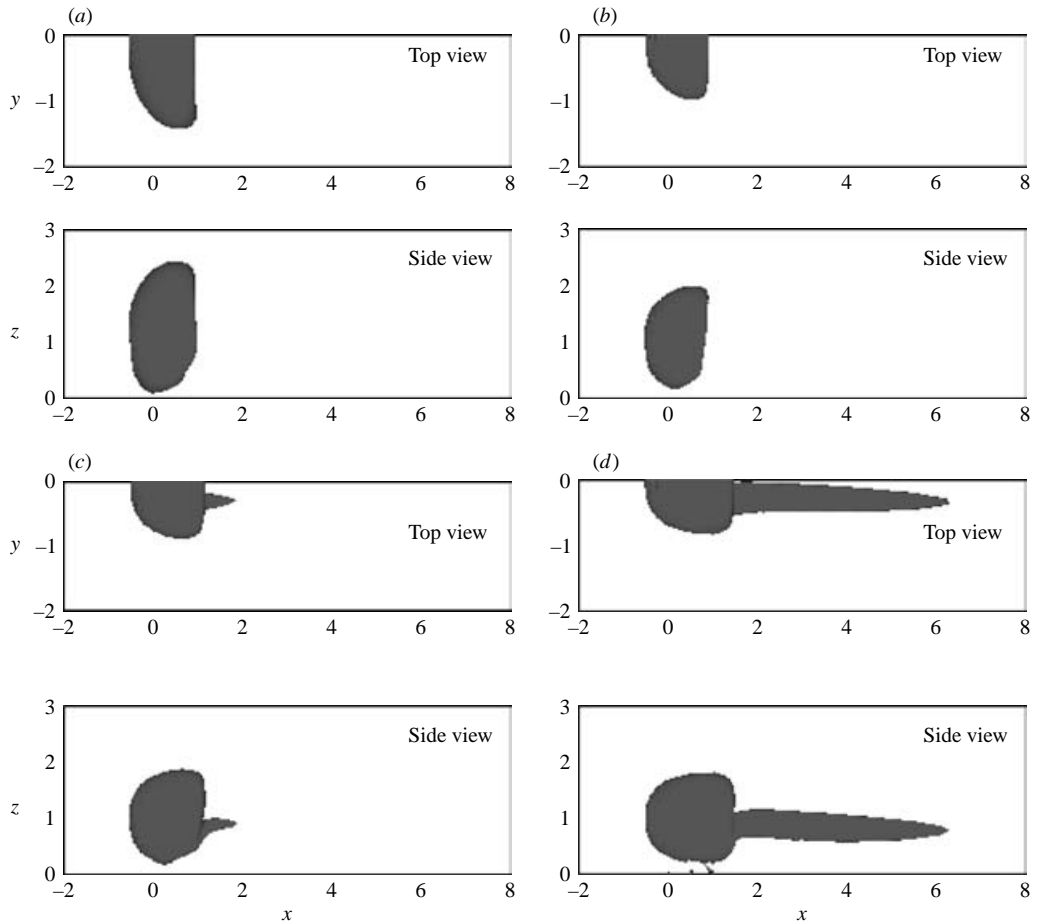 (a) (b)
0 Top view 0 Top view
y −1 −1
−2 −2
−2 0 2 4 6 8 −2 0 2 4 6 8
3 Side view 3 Side view
2 2
z 1 1
0 0
−2 0 2 4 6 8 −2 0 2 4 6 8
(c) (d)
0 0
Top view Top view
y −1 −1
−2 −2
−2 0 2 4 6 8 −2 0 2 4 6 8
3 Side view 3 Side view
2 2
z 1 1
0 0
−2 0 2 4 6 8 −2 0 2 4 6 8
x x